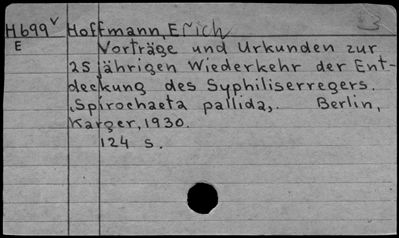 H699v Hoffmann, Erich
E Vorträge und Urkunden zur
25 jährigen Wiederkehr der Ent-
deckung des Syphiliserregers.
„Spirochaeta pallida„. Berlin,
Karger, 1930.
124 S.